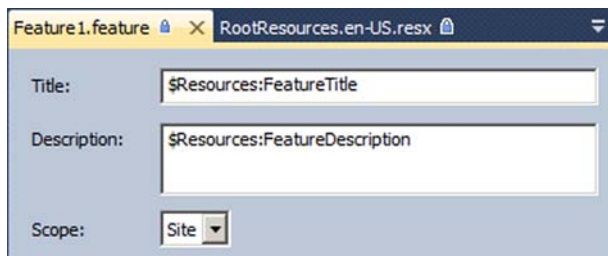 Feature1.feature RootResources.en-US.resx
Title: $Resources:FeatureTitle
Description: $Resources:FeatureDescription
Scope: Site